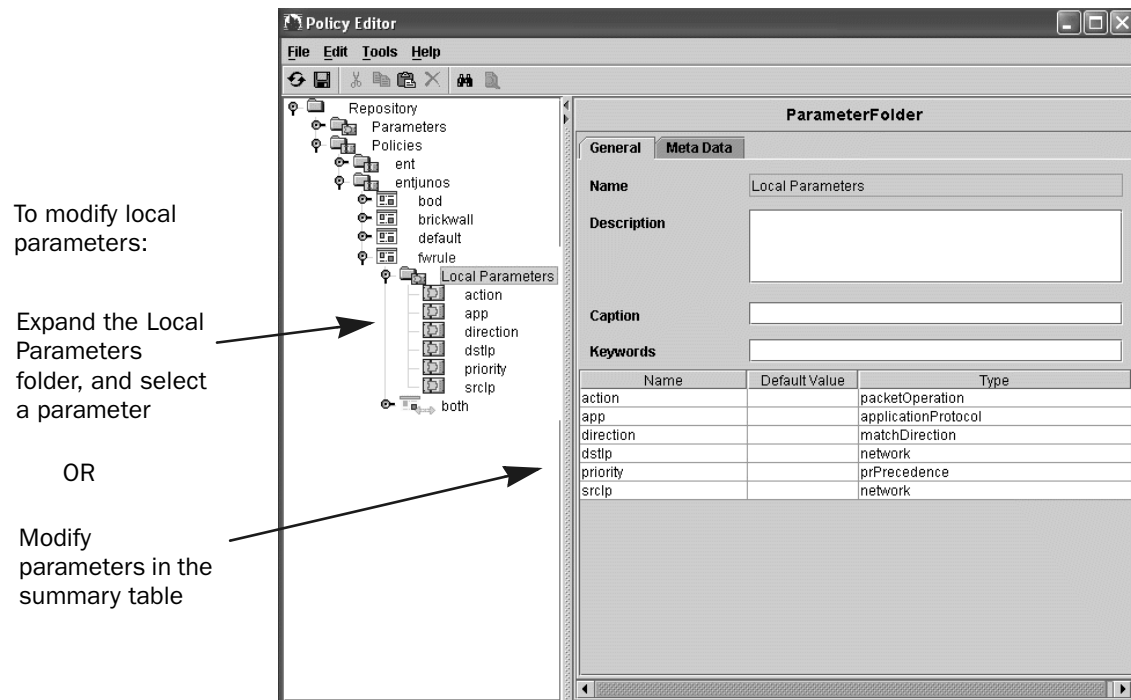 Policy Editor
File Edit Tools Help
Repository
Parameters
Policies
ent
entjunos
bod
brickwall
default
fwrule
Local Parameters
action
app
direction
dstIp
priority
srcIp
both
ParameterFolder
General Meta Data
Name Local Parameters
Description
Caption
Keywords
Name Default Value Type
action packetOperation
app applicationProtocol
direction matchDirection
dstIp network
priority prPrecedence
srcIp network
To modify local
parameters:
Expand the Local
Parameters
folder, and select
a parameter
OR
Modify
parameters in the
summary table